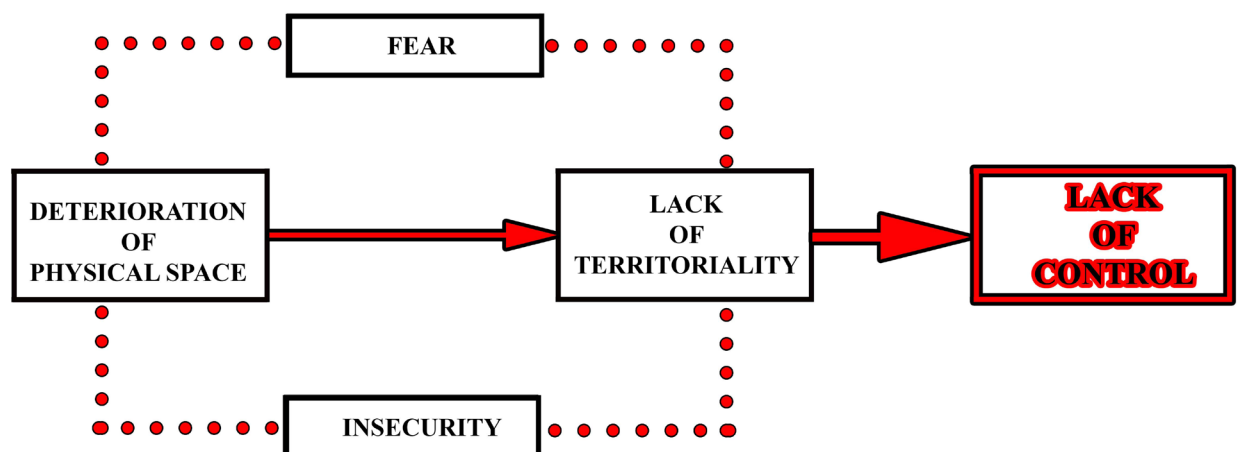 FEAR
DETERIORATION
OF
PHYSICAL SPACE
LACK
OF
TERRITORIALITY
LACK
OF
CONTROL
INSECURITY